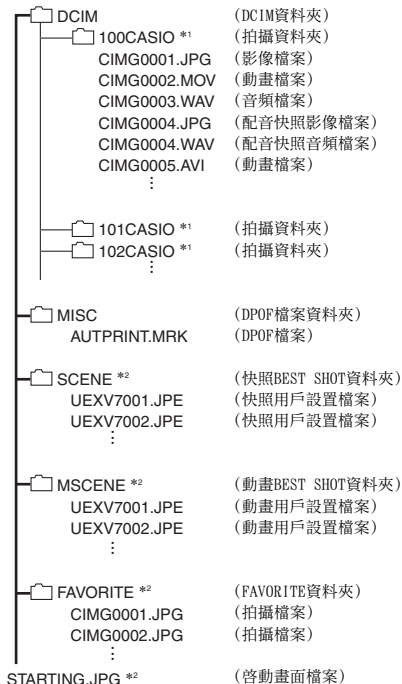 DCIM (DCIM資料夾)
100CASIO *1 (拍攝資料夾)
CIMG0001.JPG (影像檔案)
CIMG0002.MOV (動畫檔案)
CIMG0003.WAV (音頻檔案)
CIMG0004.JPG (配音快照影像檔案)
CIMG0004.WAV (配音快照音頻檔案)
CIMG0005.AVI (動畫檔案)
⋮
101CASIO *1 (拍攝資料夾)
102CASIO *1 (拍攝資料夾)
⋮
MISC (DPOF檔案資料夾)
AUTPRINT.MRK (DPOF檔案)
SCENE *2 (快照BEST SHOT資料夾)
UEXV7001.JPE (快照用戶設置檔案)
UEXV7002.JPE (快照用戶設置檔案)
⋮
MSCENE *2 (動畫BEST SHOT資料夾)
UEXV7001.JPE (動畫用戶設置檔案)
UEXV7002.JPE (動畫用戶設置檔案)
⋮
FAVORITE *2 (FAVORITE資料夾)
CIMG0001.JPG (拍攝檔案)
CIMG0002.JPG (拍攝檔案)
⋮
STARTING.JPG *2 (啓動畫面檔案)